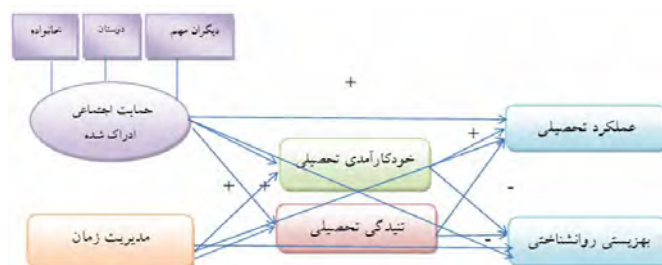 دیگران مهم
دوستان
خانواده
حمایت اجتماعی
ادراک شده
+
عملکرد تحصیلی
+
خودکارآمدی تحصیلی
+ +
-
تنیدگی تحصیلی
مدیریت زمان
-
بهزیستی روانشناختی